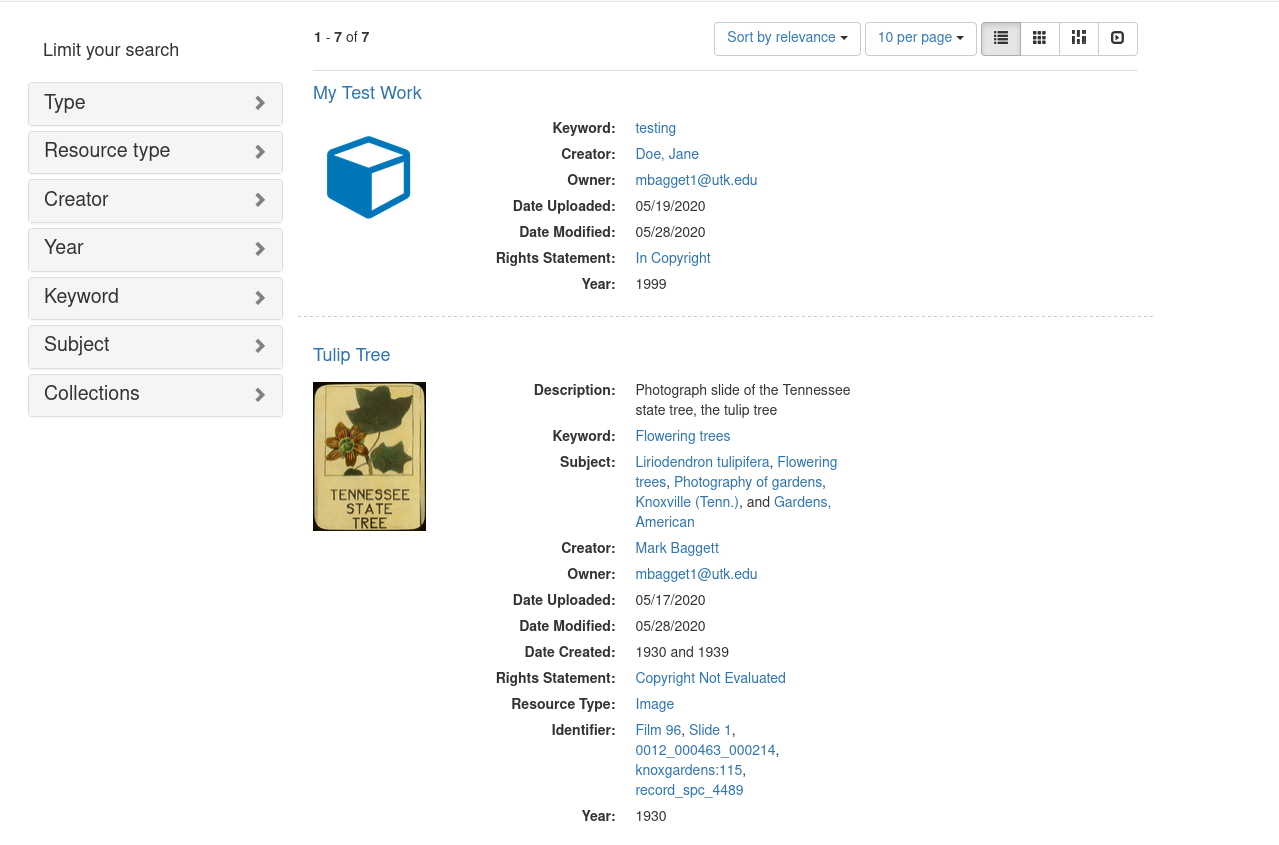 1 - 7 of 7
Sort by relevance
10 per page
Limit your search
Type
Resource type
Creator
Year
Keyword
Subject
Collections
My Test Work
Keyword: testing
Creator: Doe, Jane
Owner: mbagget1@utk.edu
Date Uploaded: 05/19/2020
Date Modified: 05/28/2020
Rights Statement: In Copyright
Year: 1999
Tulip Tree
TENNESSEE
STATE
TREE
Description: Photograph slide of the Tennessee
state tree, the tulip tree
Keyword: Flowering trees
Subject: Liriodendron tulipifera, Flowering
trees, Photography of gardens,
Knoxville (Tenn.), and Gardens,
American
Creator: Mark Baggett
Owner: mbagget1@utk.edu
Date Uploaded: 05/17/2020
Date Modified: 05/28/2020
Date Created: 1930 and 1939
Rights Statement: Copyright Not Evaluated
Resource Type: Image
Identifier: Film 96, Slide 1,
0012_000463_000214,
knoxgardens:115,
record_spc_4489
Year: 1930